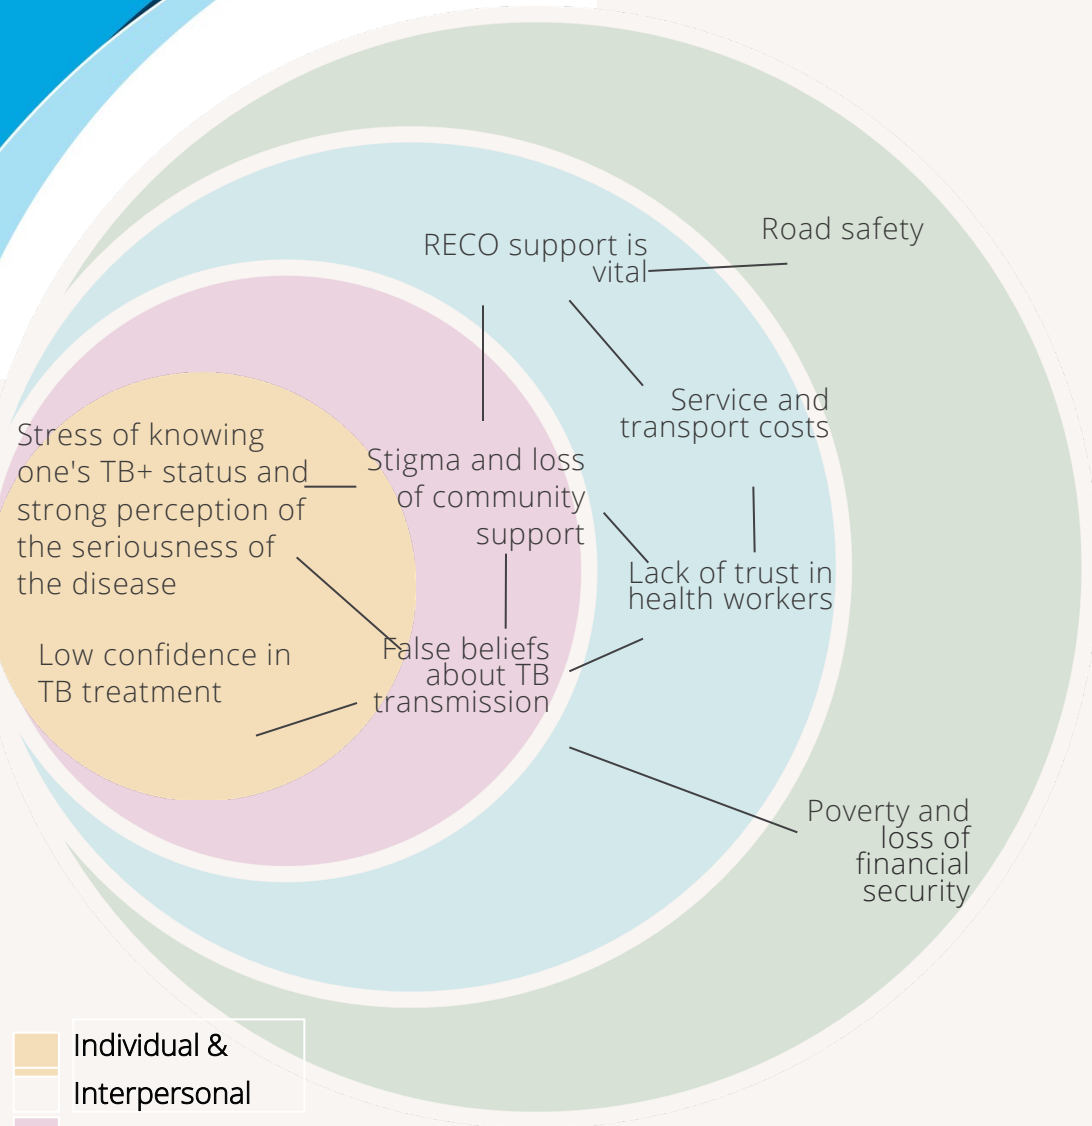 RECO support is
vital
Road safety
Service and
transport costs
Stress of knowing
one's TB+ status and
strong perception of
the seriousness of
the disease
Stigma and loss
of community
support
Lack of trust in
health workers
Low confidence in
TB treatment
False beliefs
about TB
transmission
Poverty and
loss of
financial
security
Individual &
Interpersonal